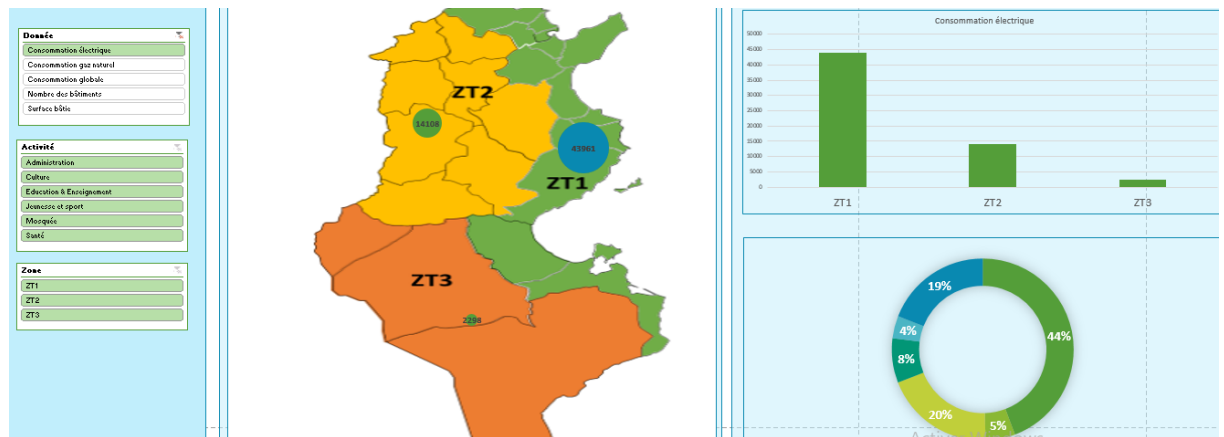 Donnée
Consommation électrique
Consommation gaz naturel
Consommation globale
Nombre des bâtiments
Surface bâtie
Activité
Administration
Culture
Education & Enseignement
Jeunesse et sport
Mosquée
Santé
Zone
ZT1
ZT2
ZT3
ZT2
14108
43961
ZT1
ZT3
2298
Consommation électrique
50000
45000
40000
35000
30000
25000
20000
15000
10000
5000
0
ZT1 ZT2 ZT3
19%
44%
4%
8%
20%
5%